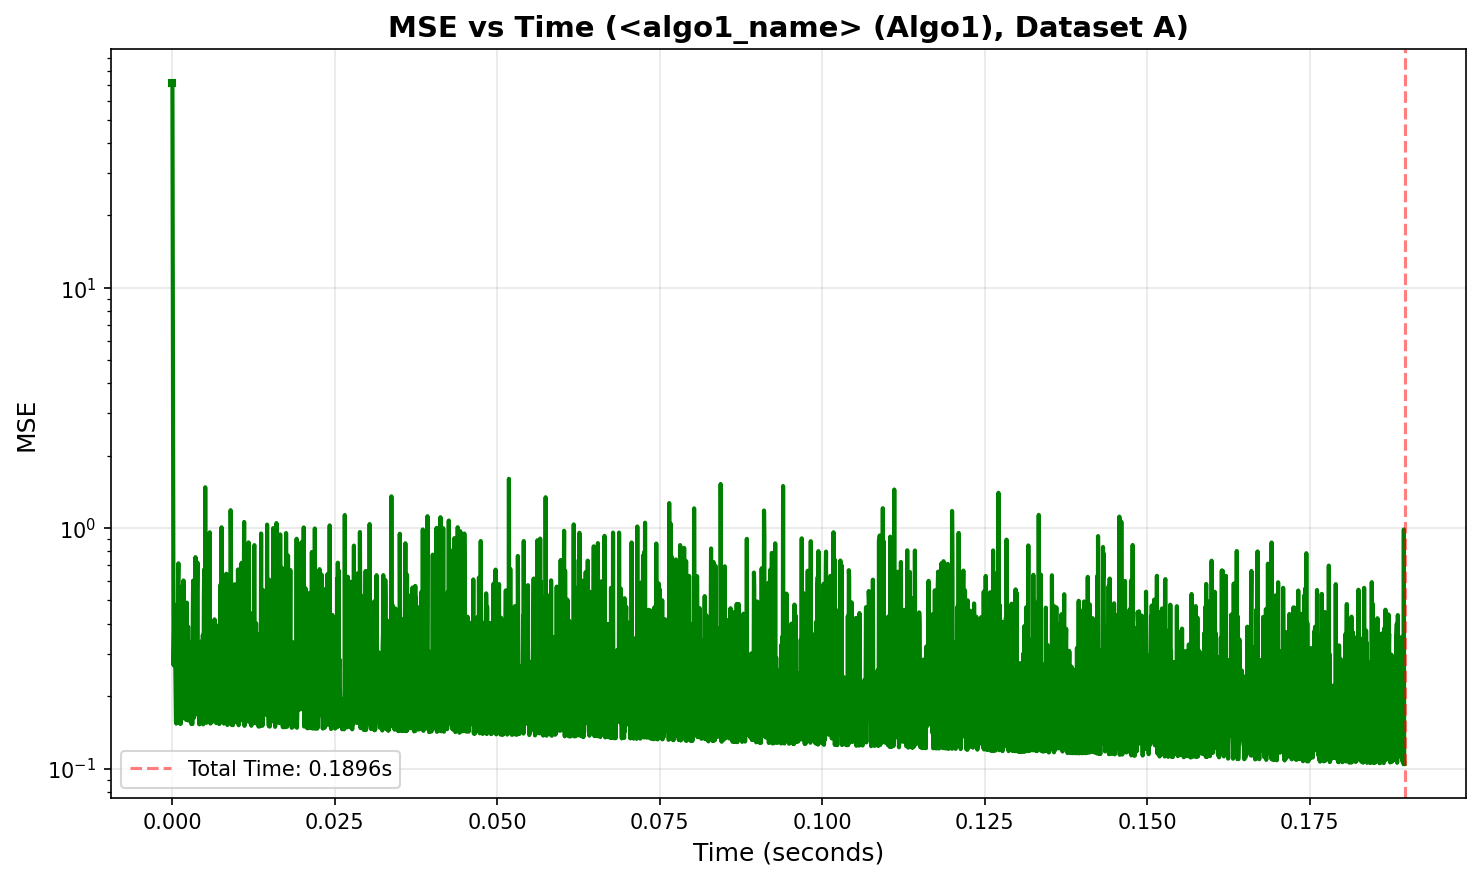 MSE vs Time (<algo1_name> (Algo1), Dataset A)
MSE
10¹
10⁰
10⁻¹
Total Time: 0.1896s
0.000 0.025 0.050 0.075 0.100 0.125 0.150 0.175
Time (seconds)